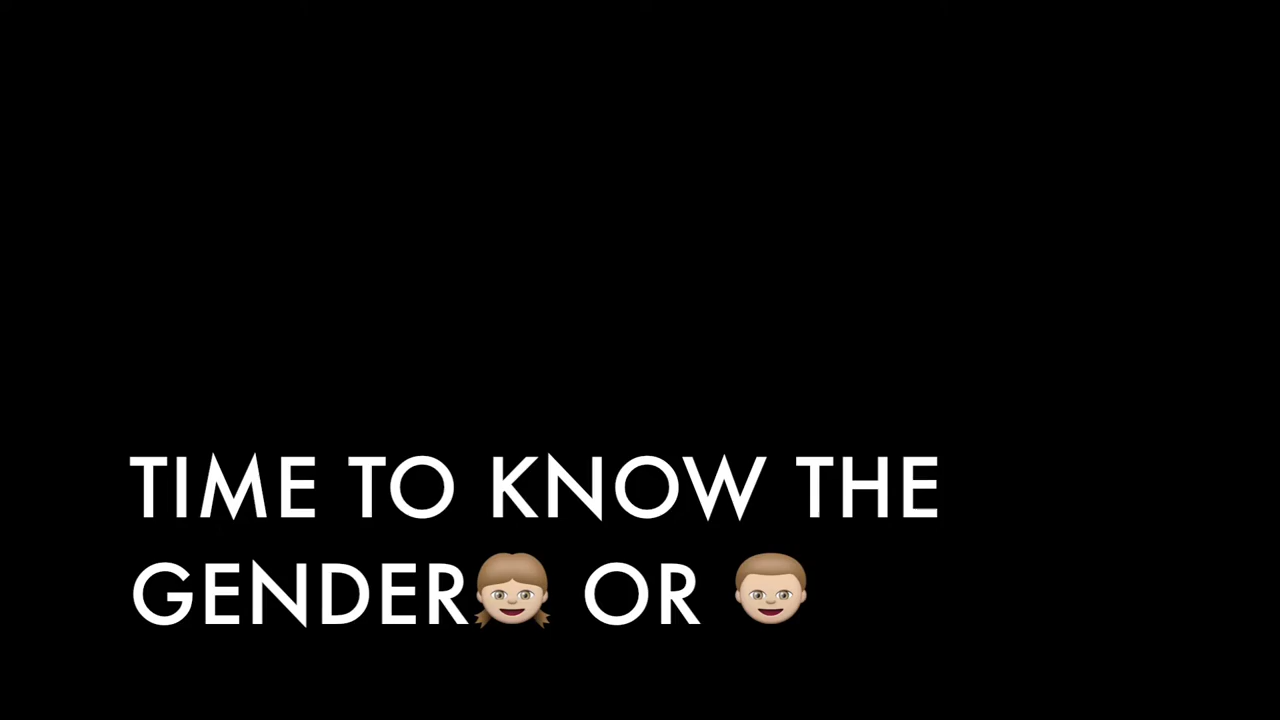 TIME TO KNOW THE
GENDER👧🏼 OR 👦🏼